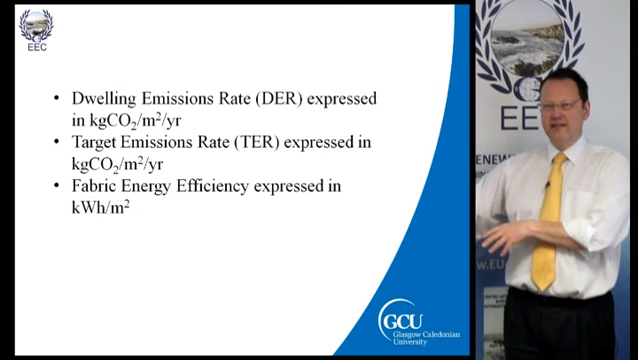 EEC
• Dwelling Emissions Rate (DER) expressed
in kgCO₂/m²/yr
• Target Emissions Rate (TER) expressed in
kgCO₂/m²/yr
• Fabric Energy Efficiency expressed in
kWh/m²
GCU
Glasgow Caledonian
University
EE